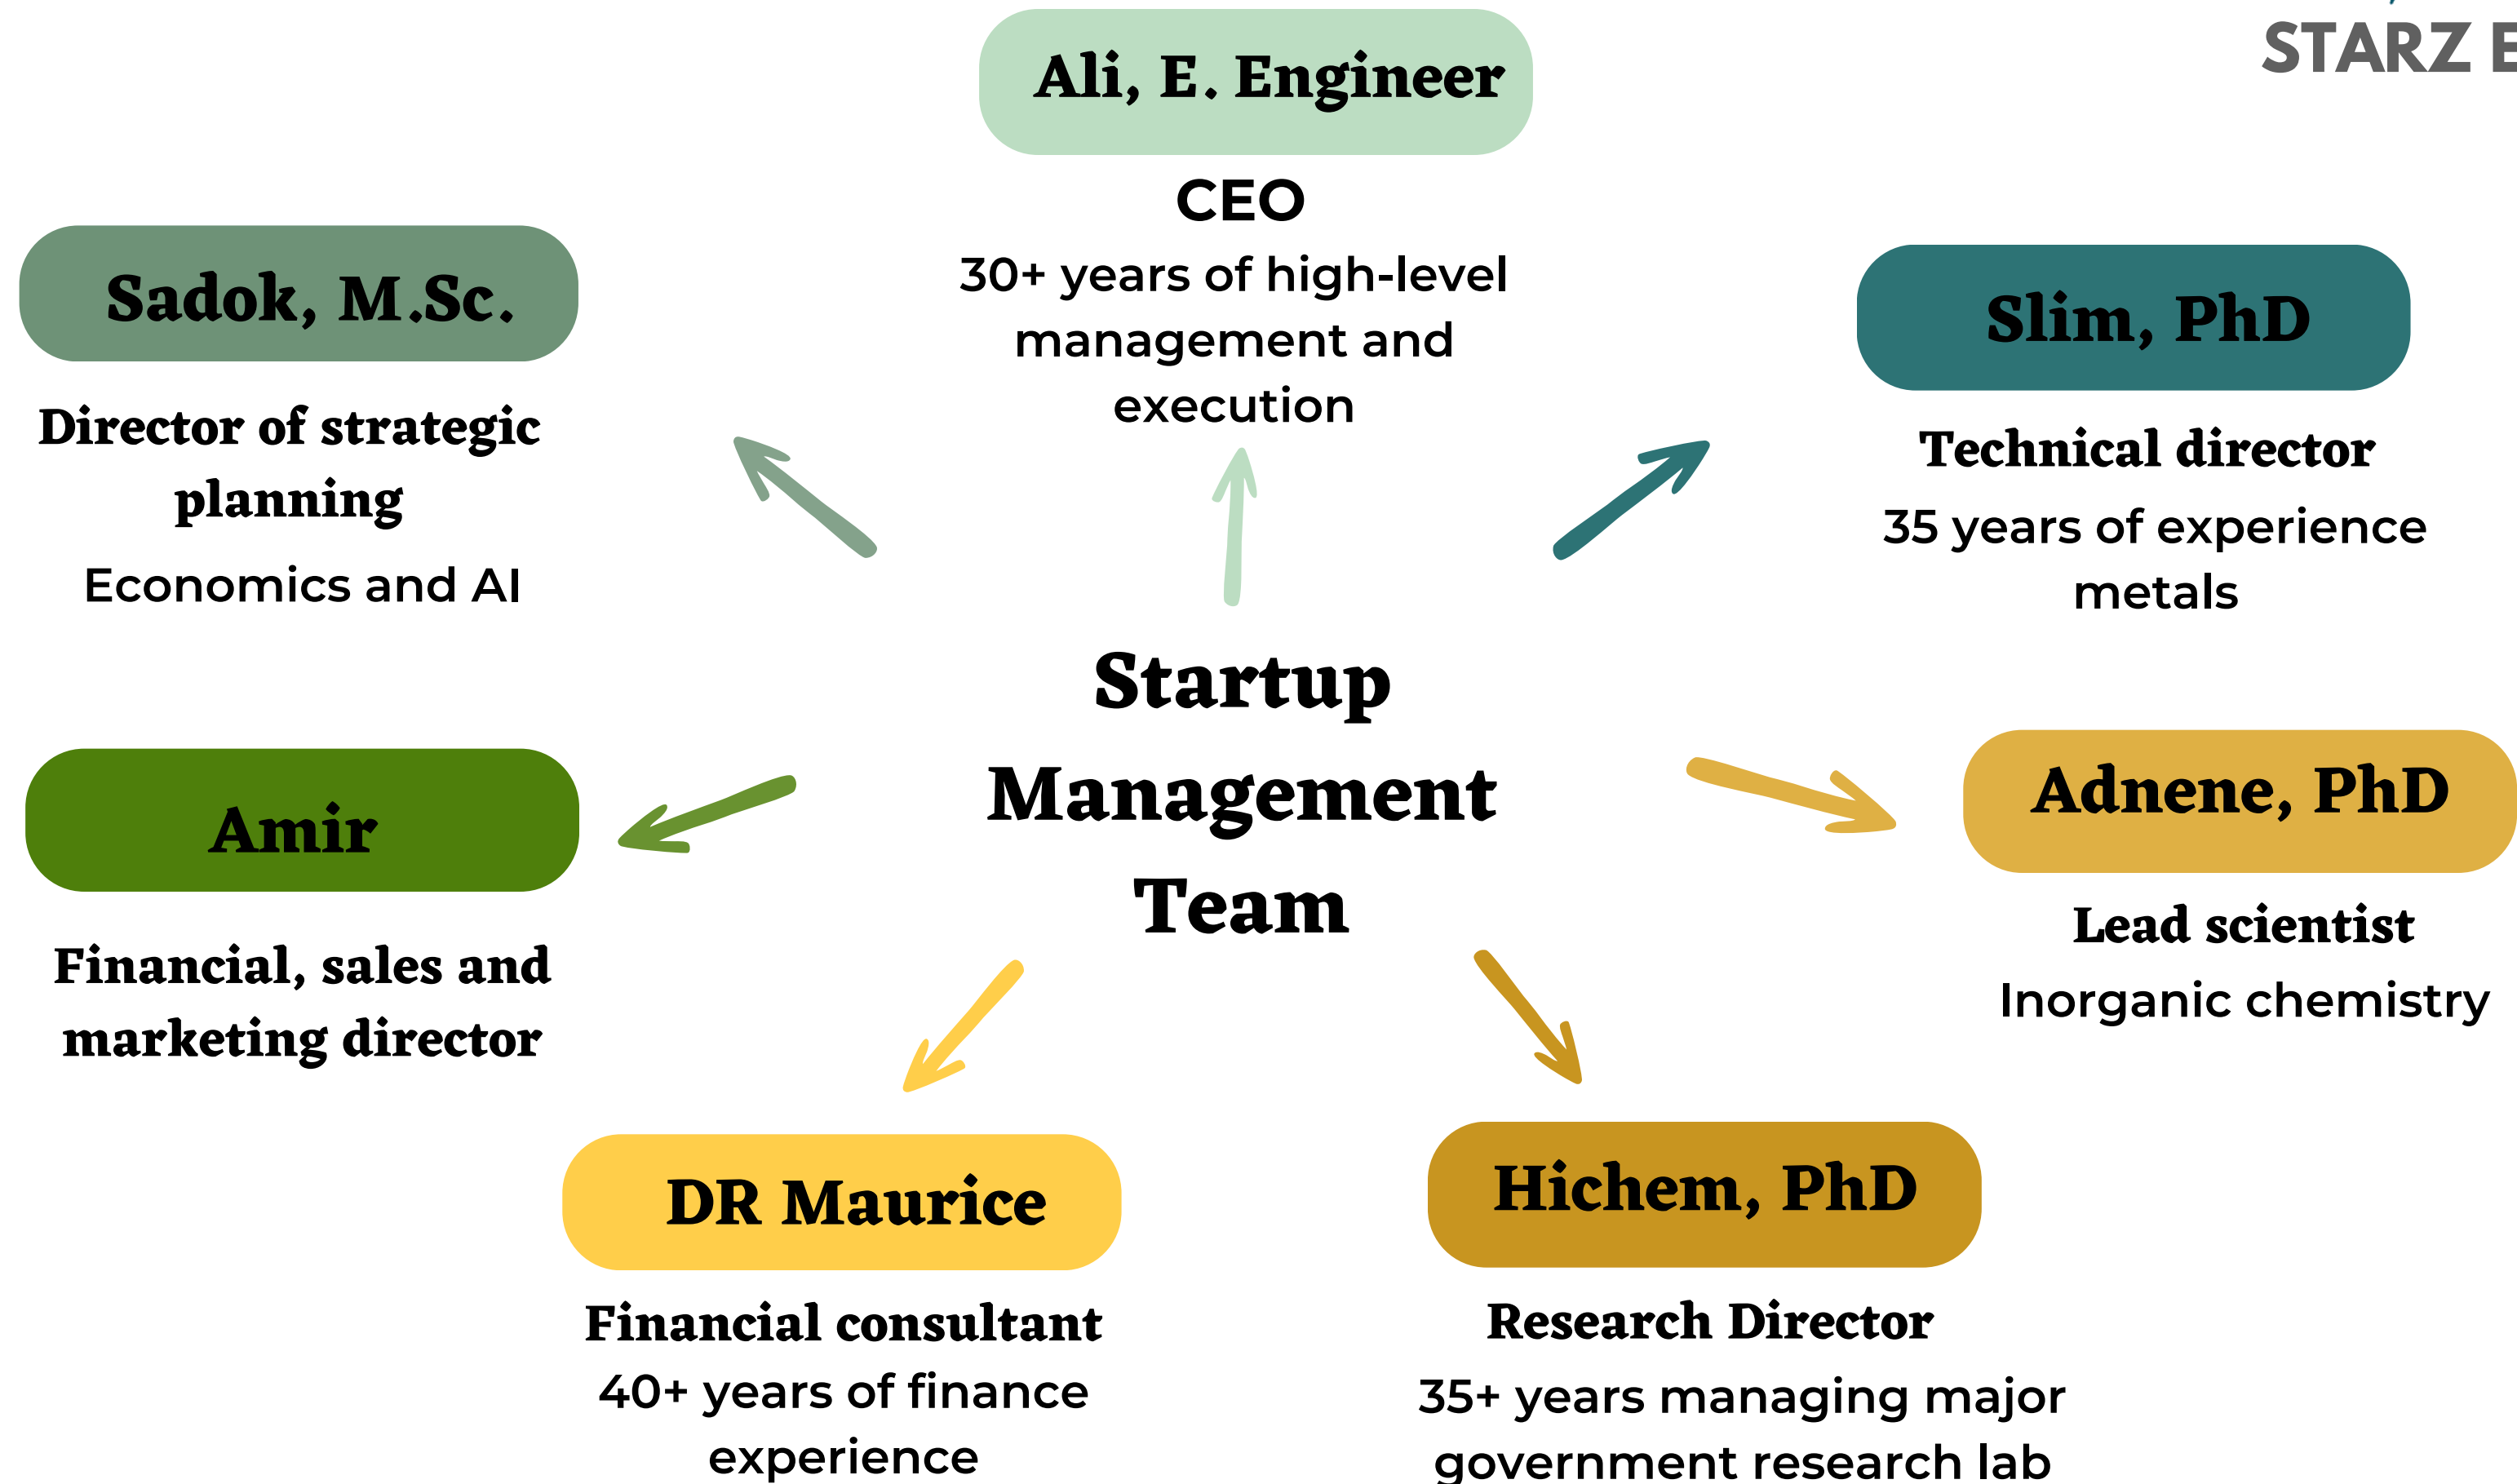 STARZ E
Ali, E. Engineer
CEO
30+ years of high-level
management and
execution
Sadok, M.Sc.
Director of strategic
planning
Economics and AI
Slim, PhD
Technical director
35 years of experience
metals
Startup
Management
Team
Amir
Financial, sales and
marketing director
Adnene, PhD
Lead scientist
Inorganic chemistry
DR Maurice
Financial consultant
40+ years of finance
experience
Hichem, PhD
Research Director
35+ years managing major
government research lab